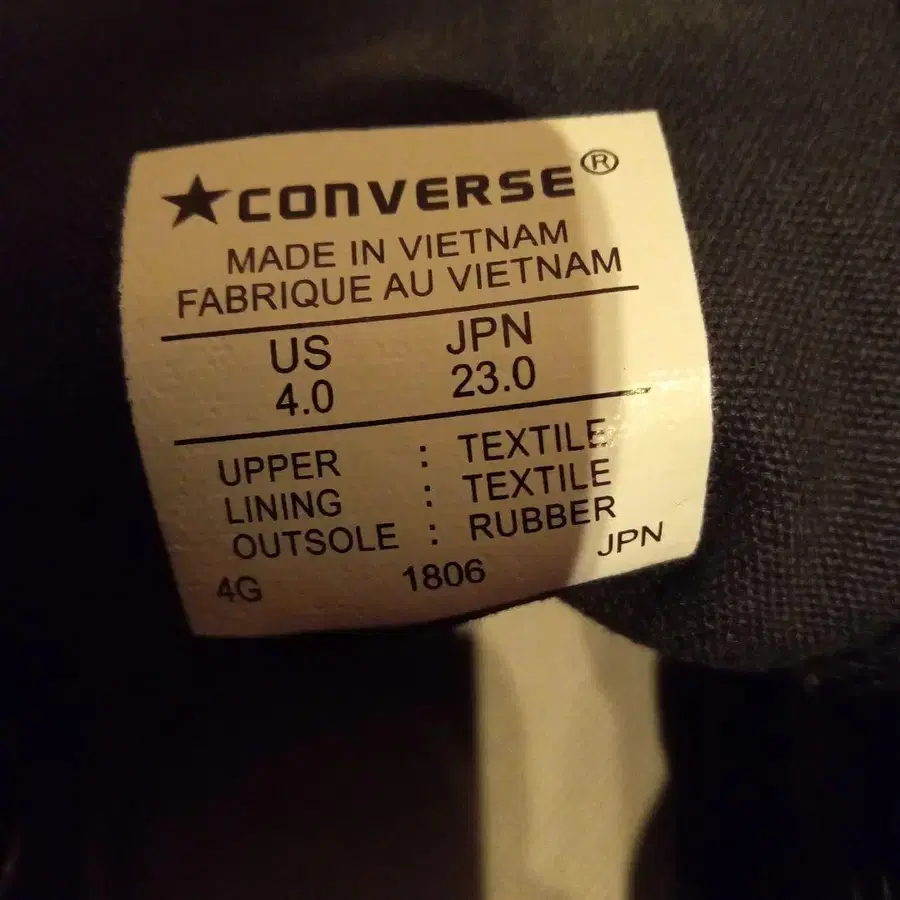 ★CONVERSE®
MADE IN VIETNAM
FABRIQUE AU VIETNAM
US JPN
4.0 23.0
UPPER : TEXTILE
LINING : TEXTILE
OUTSOLE : RUBBER
4G 1806 JPN